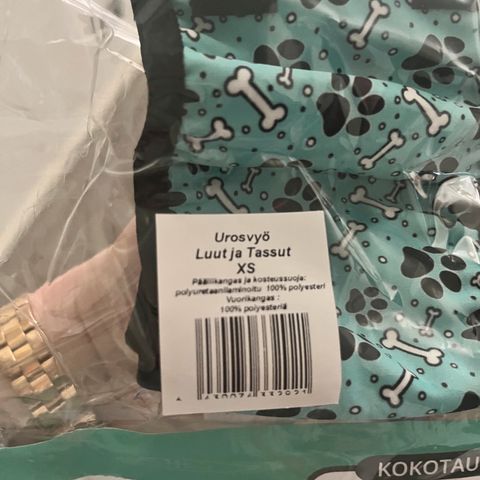 Urosvyö
Luut ja Tassut
XS
Päällikangas ja kosteussuoja:
polyuretaanilaminoitu 100% polyesteri
Vuorikangas :
100% polyesteriä
KOKOTAU